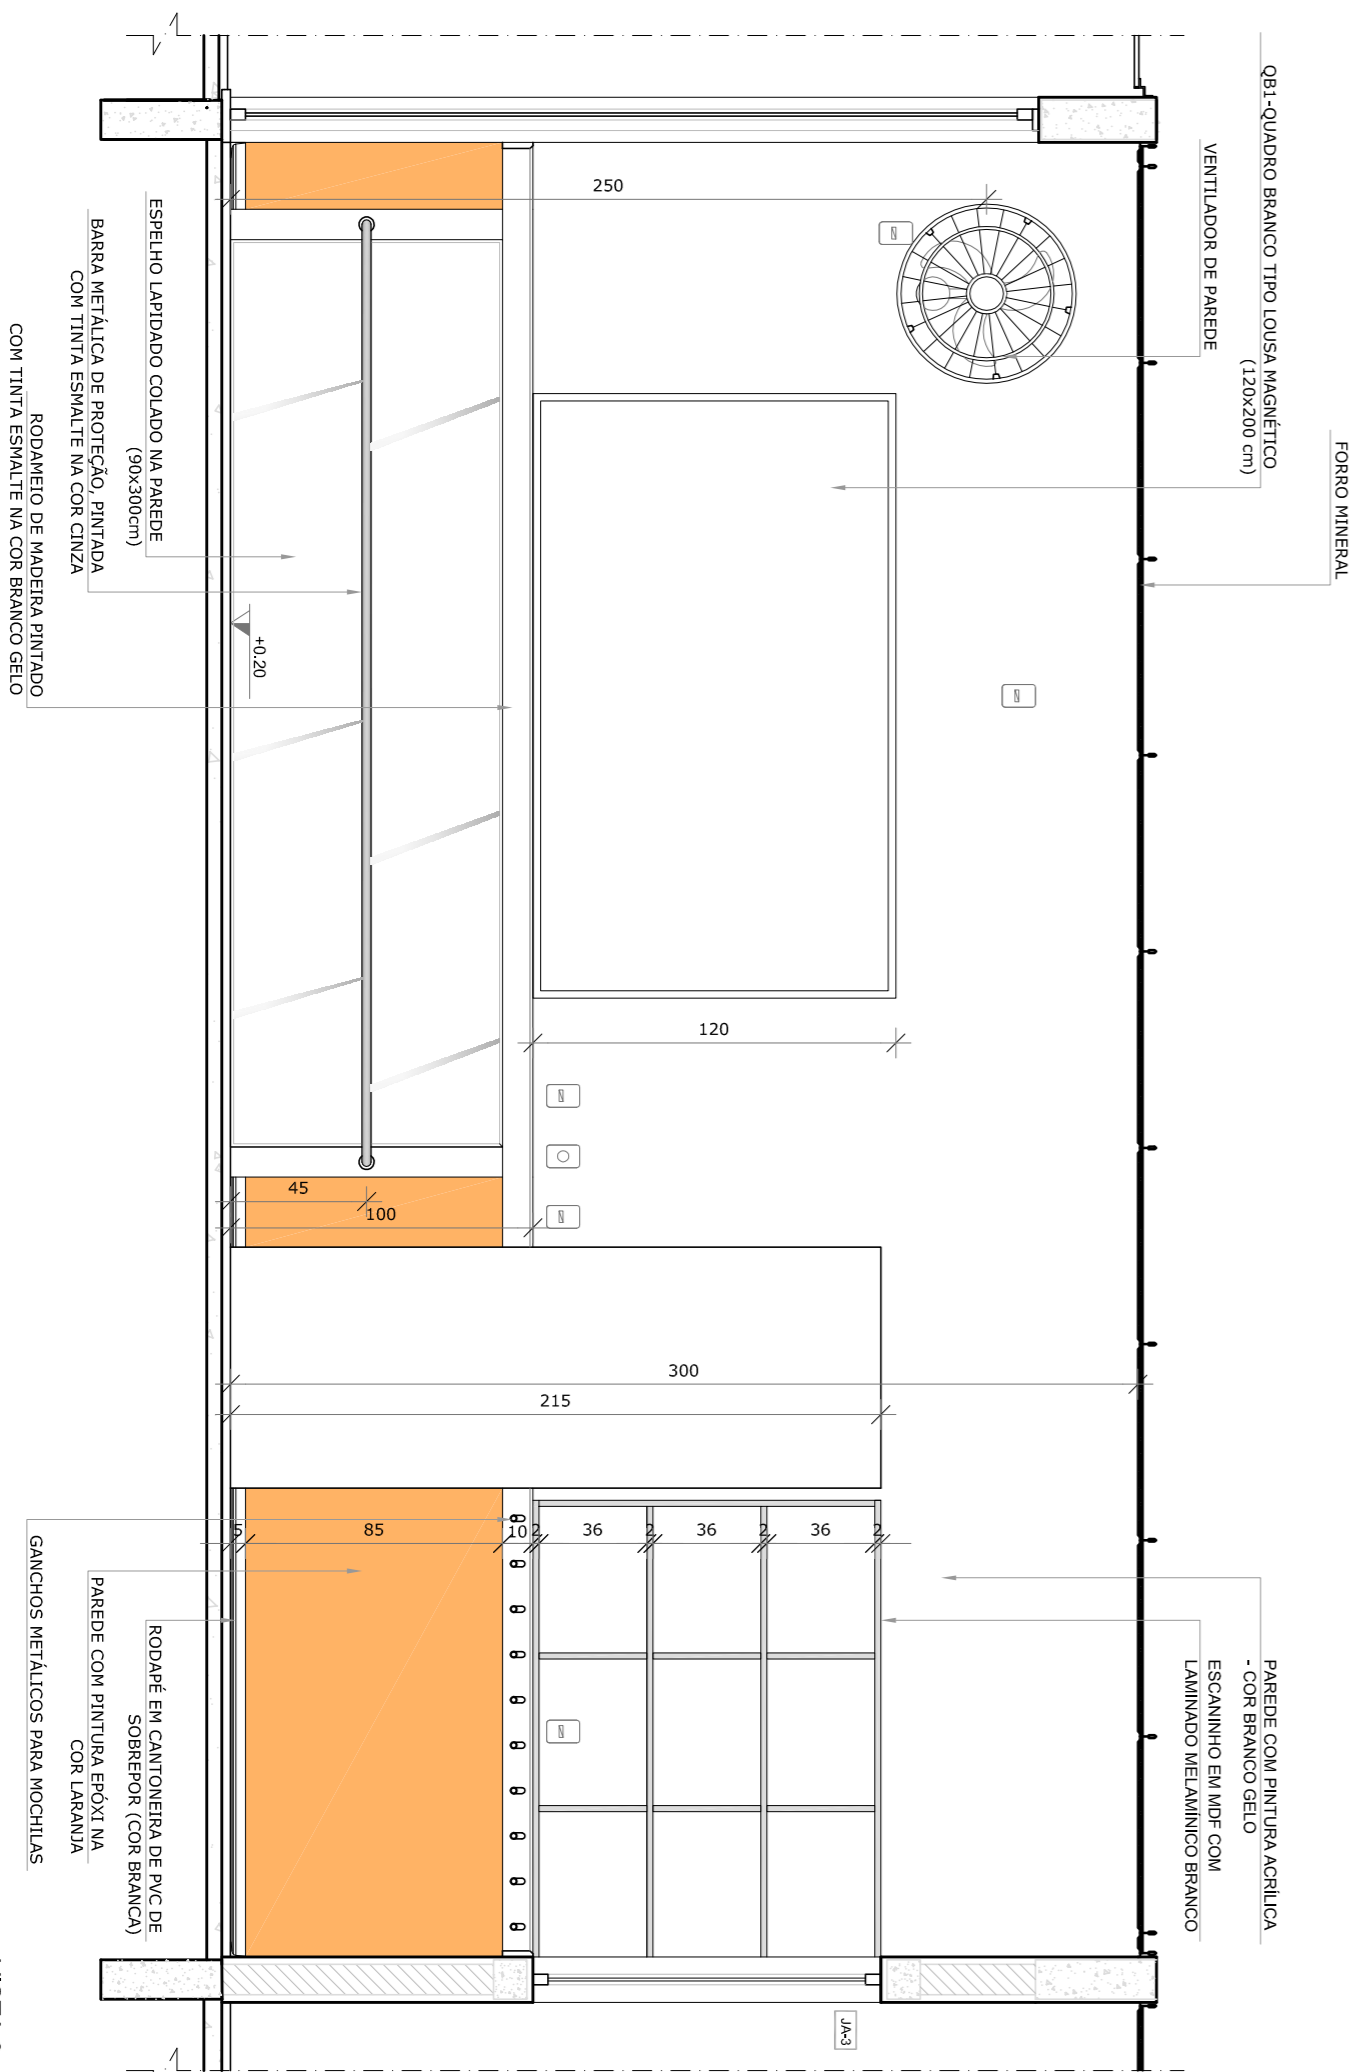 FORRO MINERAL
QB1-QUADRO BRANCO TIPO LOUSA MAGNÉTICO
(120x200 cm)
VENTILADOR DE PAREDE
PAREDE COM PINTURA ACRÍLICA
- COR BRANCO GELO
ESCANINHO EM MDF COM
LAMINADO MELAMÍNICO BRANCO
250
120
45
100
300
215
5
85
10
2
36
2
36
2
36
2
+0.20
JA-3
ESPELHO LAPIDADO COLADO NA PAREDE
(90x300cm)
BARRA METÁLICA DE PROTEÇÃO, PINTADA
COM TINTA ESMALTE NA COR CINZA
RODAMEIO DE MADEIRA PINTADO
COM TINTA ESMALTE NA COR BRANCO GELO
RODAPÉ EM CANTONEIRA DE PVC DE
SOBREPOR (COR BRANCA)
PAREDE COM PINTURA EPÓXI NA
COR LARANJA
GANCHOS METÁLICOS PARA MOCHILAS